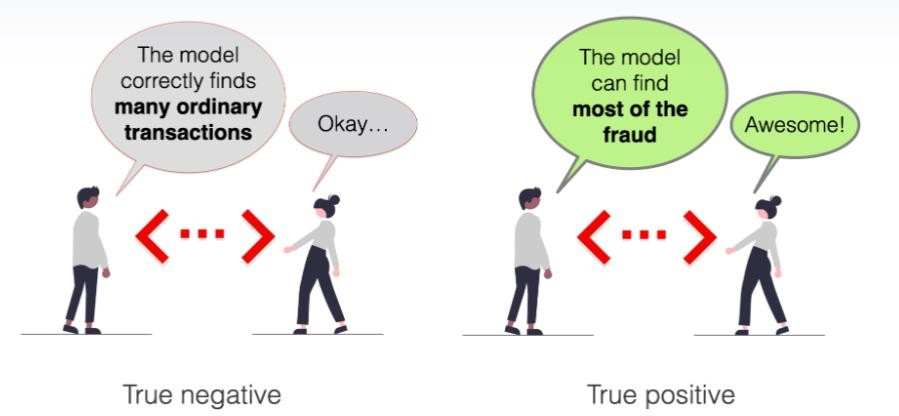 The model
correctly finds
many ordinary
transactions
Okay...
True negative
The model
can find
most of the
fraud
Awesome!
True positive